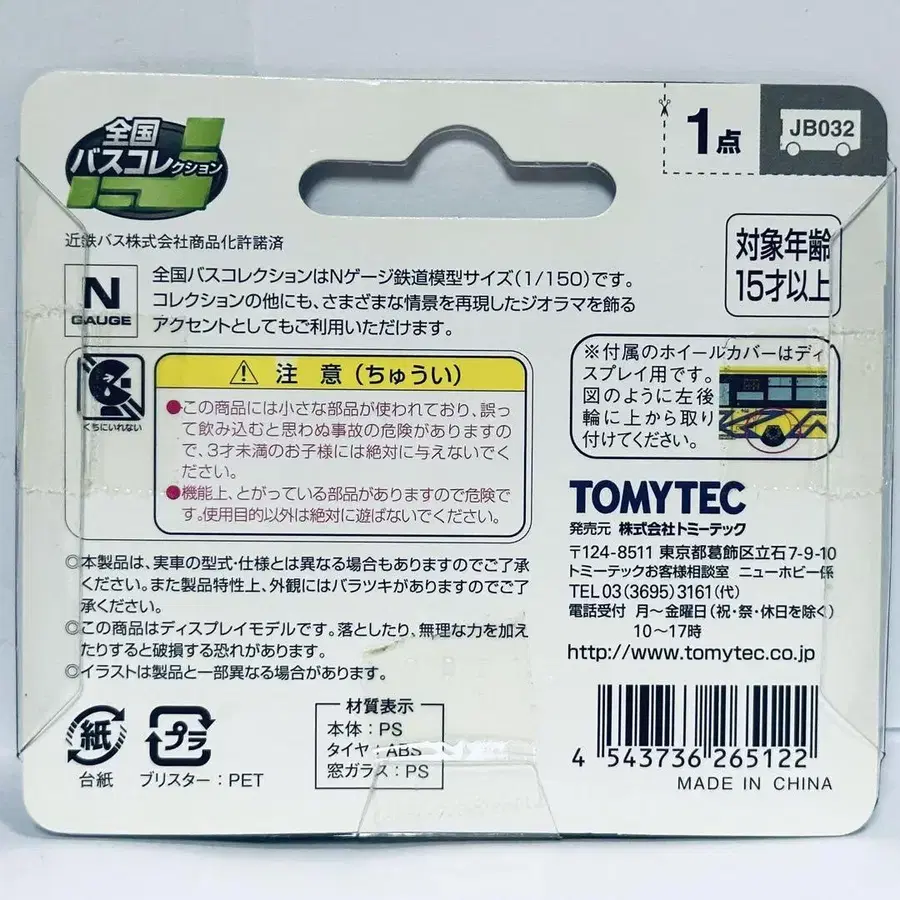 全国
バスコレクション
1点
JB032
近鉄バス株式会社商品化許諾済
対象年齢
15才以上
N
GAUGE
全国バスコレクションはNゲージ鉄道模型サイズ(1/150)です。
コレクションの他にも、さまざまな情景を再現したジオラマを飾る
アクセントとしてもご利用いただけます。
くちにいれない
注 意(ちゅうい)
●この商品には小さな部品が使われており、誤っ
て飲み込むと思わぬ事故の危険がありますの
で、3才未満のお子様には絶対に与えないでく
ださい。
●機能上、とがっている部品がありますので危険で
す。使用目的以外は絶対に遊ばないでください。
※付属のホイールカバーはディ
スプレイ用です。
図のように左後
輪に上から取り
付けてください。
◎本製品は、実車の型式・仕様とは異なる場合もありますのでご了承
ください。また製品特性上、外観にはバラツキがありますのでご了
承ください。
◎この商品はディスプレイモデルです。落としたり、無理な力を加え
たりすると破損する恐れがあります。
◎イラストは製品と一部異なる場合があります。
TOMYTEC
発売元 株式会社トミーテック
〒124-8511 東京都葛飾区立石7-9-10
トミーテックお客様相談室 ニューホビー係
TEL 03(3695)3161(代)
電話受付 月〜金曜日(祝・祭・休日を除く)
10〜17時
http://www.tomytec.co.jp
紙
台紙
プラ
ブリスター:PET
材質表示
本体:PS
タイヤ:ABS
窓ガラス:PS
4 543736 265122
MADE IN CHINA